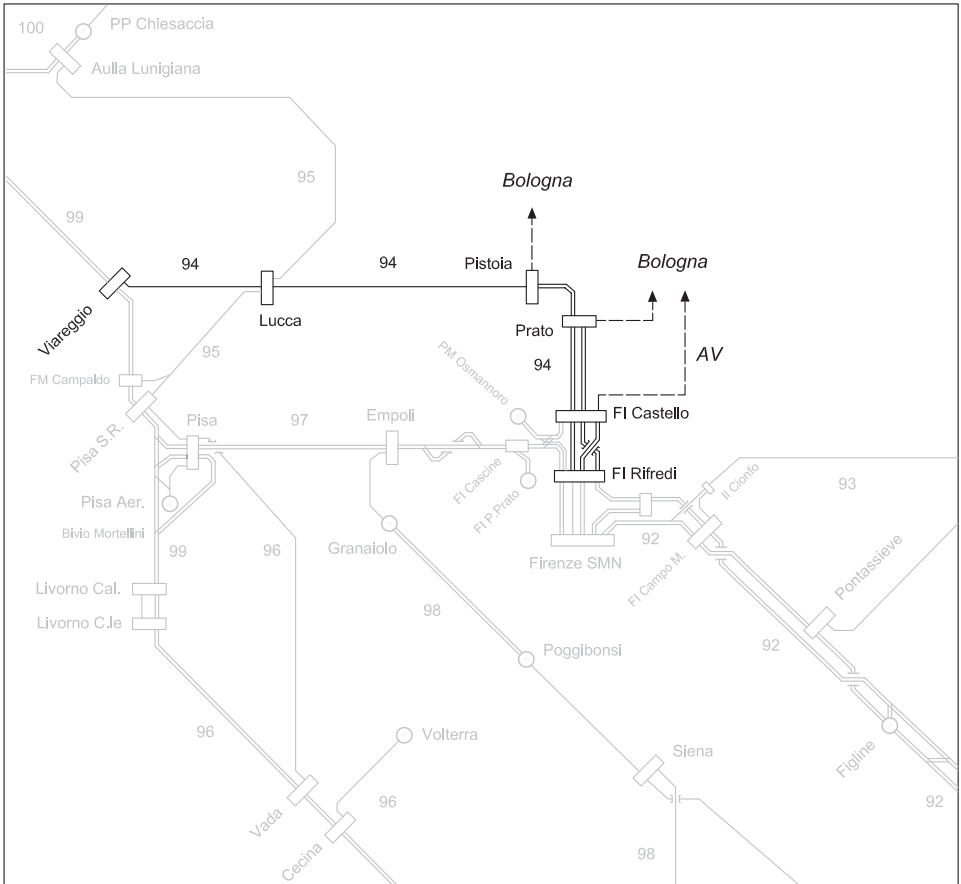 100
PP Chiesaccia
Aulla Lunigiana
95
Bologna
99
94
94
Pistoia
Bologna
Viareggio
Lucca
Prato
AV
95
94
PM Osmannoro
FM Campaldo
FI Castello
Pisa S.R.
Pisa
97
Empoli
FI Cascine
FI P.Prato
FI Rifredi
Il Cionfo
93
Pisa Aer.
Bivio Mortellini
99
96
Granaiolo
Firenze SMN
92
FI Campo M.
Pontassieve
Livorno Cal.
Livorno C.le
98
Poggibonsi
92
96
Volterra
Siena
Figline
Vada
96
92
Cecina
98